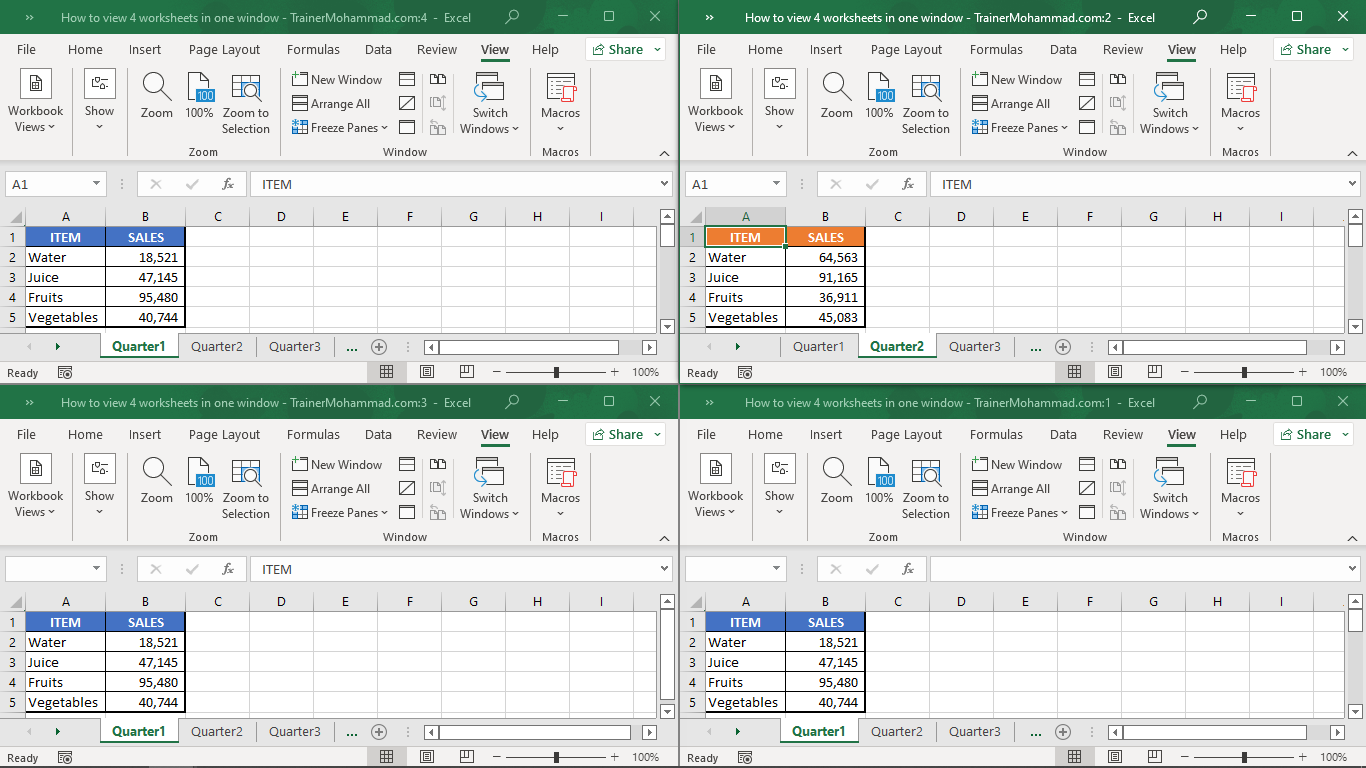 » How to view 4 worksheets in one window - TrainerMohammad.com:4 - Excel
File Home Insert Page Layout Formulas Data Review View Help Share
Workbook Views Show Zoom 100% Zoom to Selection New Window Arrange All Freeze Panes Switch Windows Macros
Zoom Window Macros
A1 fx ITEM
A B C D E F G H I
1 ITEM SALES
2 Water 18,521
3 Juice 47,145
4 Fruits 95,480
5 Vegetables 40,744
Quarter1 Quarter2 Quarter3 ...
Ready 100%
» How to view 4 worksheets in one window - TrainerMohammad.com:2 - Excel
File Home Insert Page Layout Formulas Data Review View Help Share
Workbook Views Show Zoom 100% Zoom to Selection New Window Arrange All Freeze Panes Switch Windows Macros
Zoom Window Macros
A1 fx ITEM
A B C D E F G H I
1 ITEM SALES
2 Water 64,563
3 Juice 91,165
4 Fruits 36,911
5 Vegetables 45,083
Quarter1 Quarter2 Quarter3 ...
Ready 100%
» How to view 4 worksheets in one window - TrainerMohammad.com:3 - Excel
File Home Insert Page Layout Formulas Data Review View Help Share
Workbook Views Show Zoom 100% Zoom to Selection New Window Arrange All Freeze Panes Switch Windows Macros
Zoom Window Macros
fx ITEM
A B C D E F G H I
1 ITEM SALES
2 Water 18,521
3 Juice 47,145
4 Fruits 95,480
5 Vegetables 40,744
Quarter1 Quarter2 Quarter3 ...
Ready 100%
» How to view 4 worksheets in one window - TrainerMohammad.com:1 - Excel
File Home Insert Page Layout Formulas Data Review View Help Share
Workbook Views Show Zoom 100% Zoom to Selection New Window Arrange All Freeze Panes Switch Windows Macros
Zoom Window Macros
fx
A B C D E F G H I
1 ITEM SALES
2 Water 18,521
3 Juice 47,145
4 Fruits 95,480
5 Vegetables 40,744
Quarter1 Quarter2 Quarter3 ...
Ready 100%